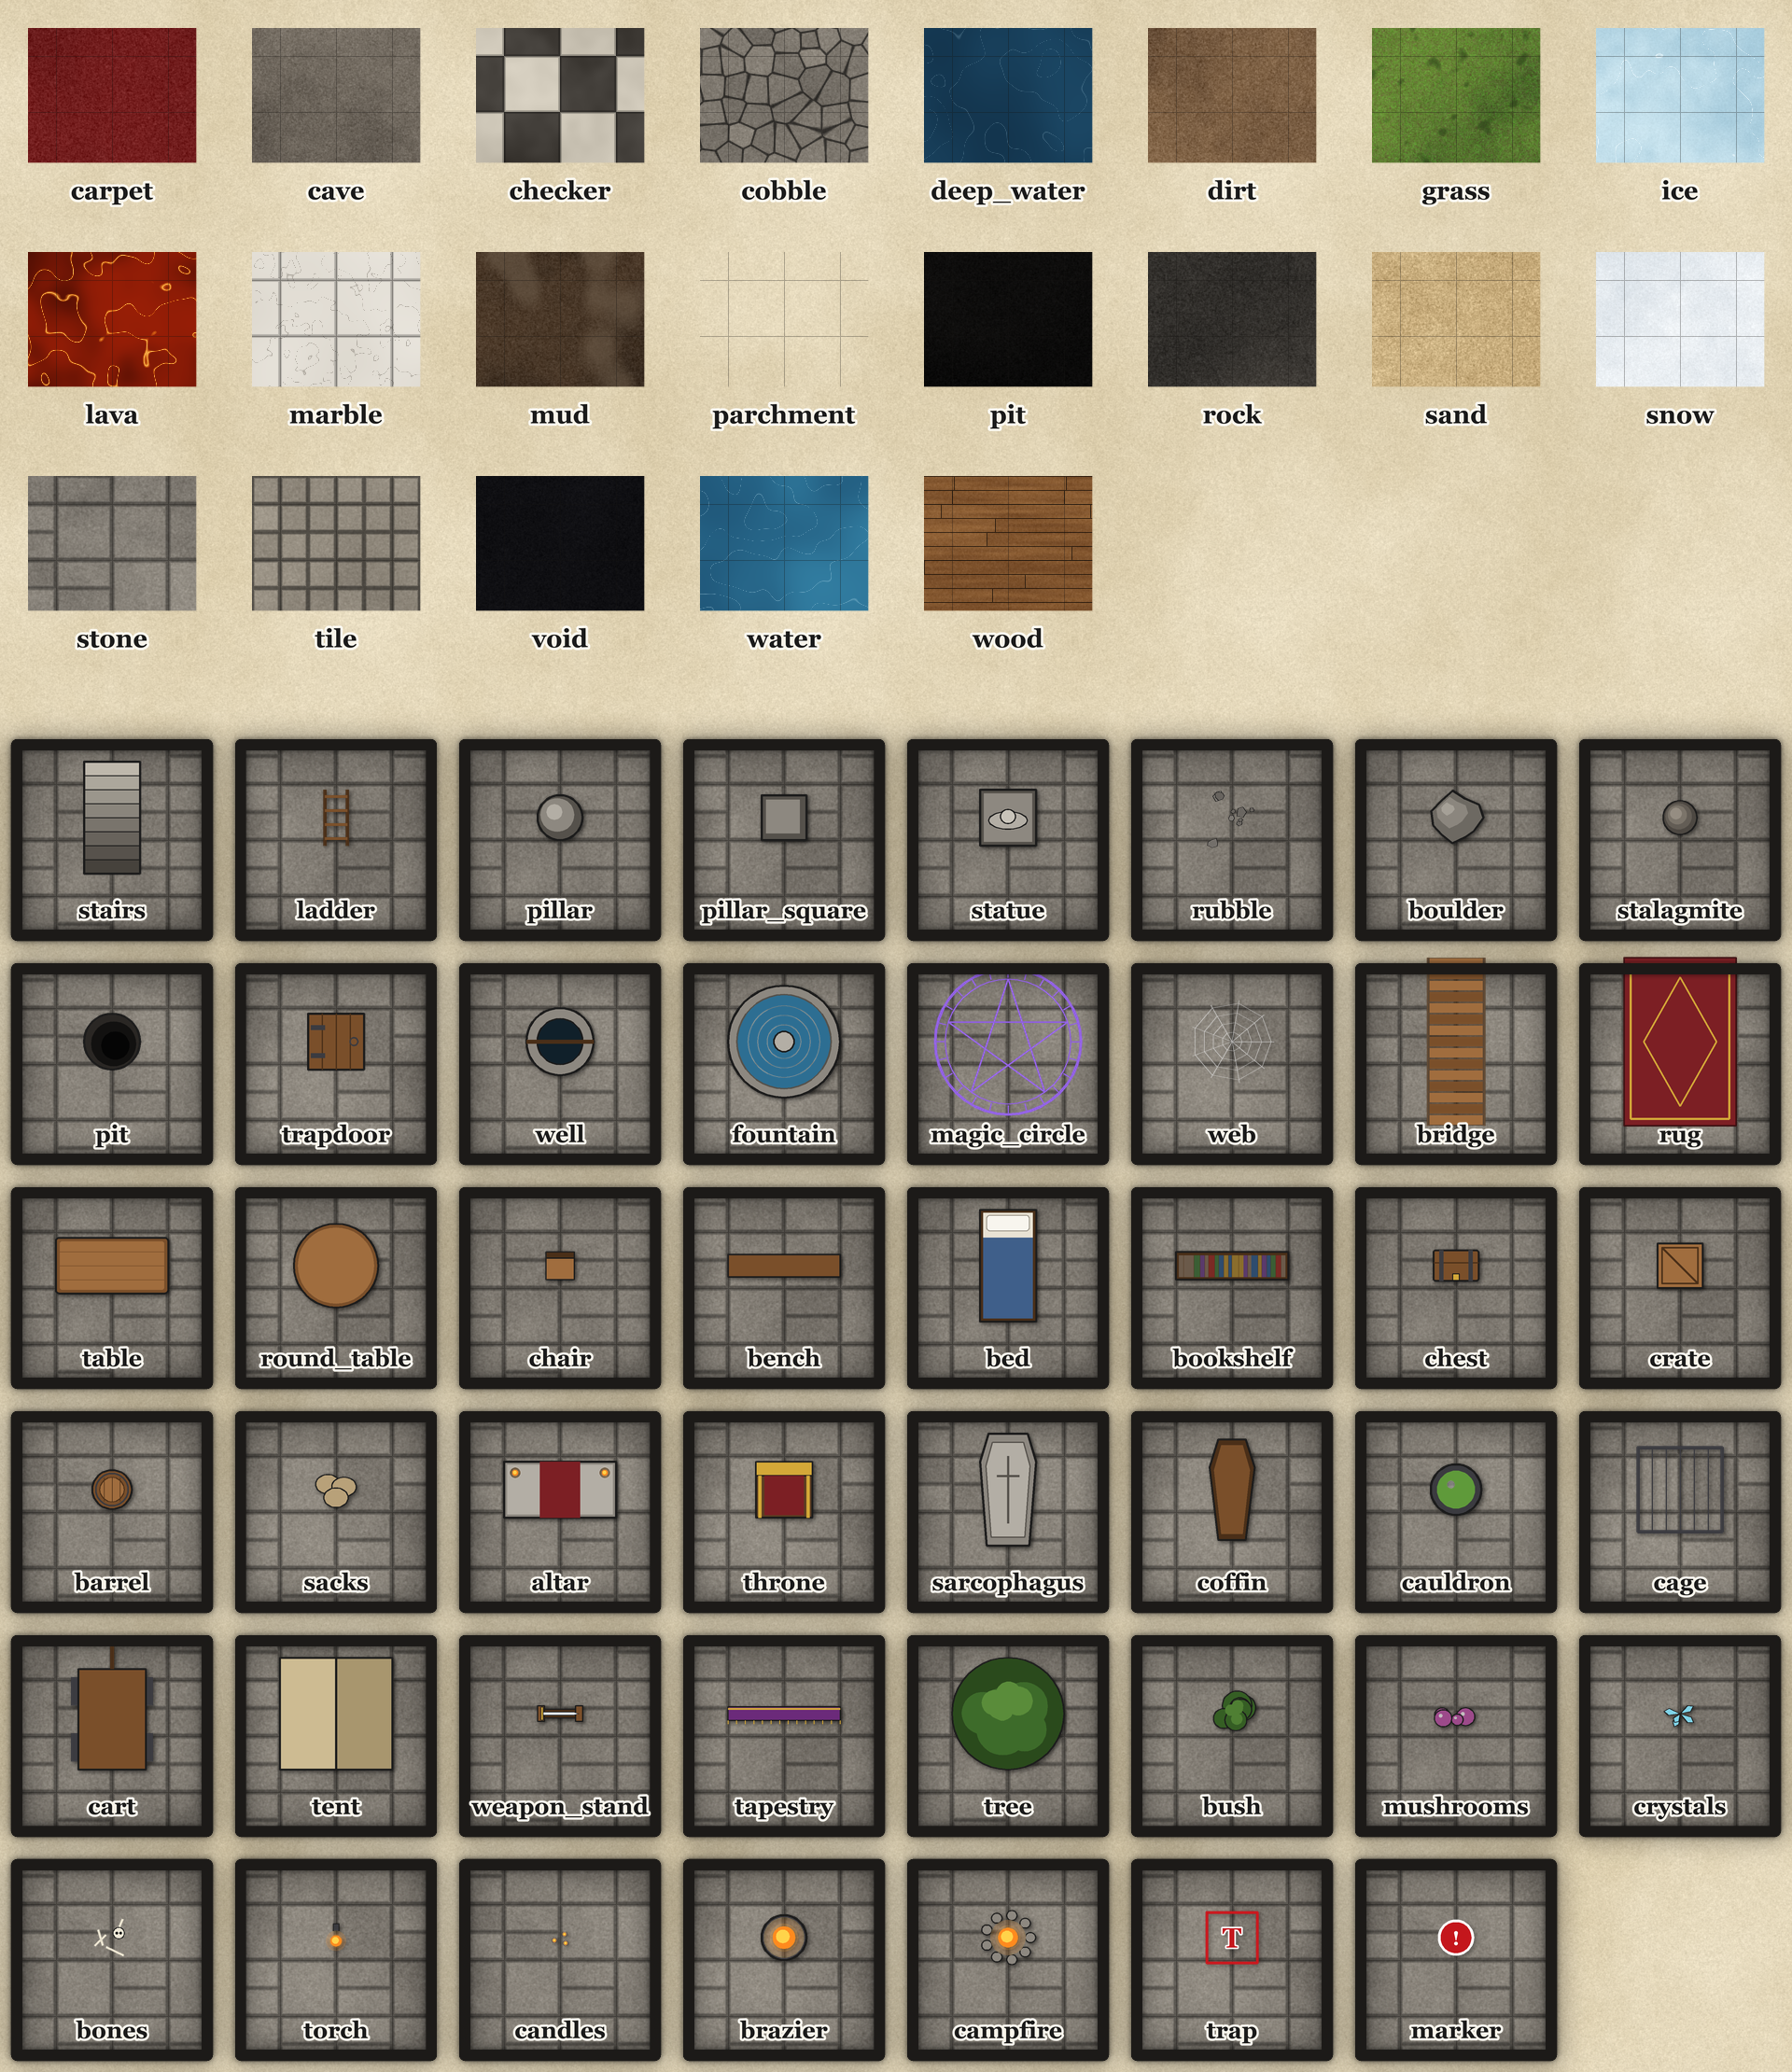 carpet cave checker cobble deep_water dirt grass ice
lava marble mud parchment pit rock sand snow
stone tile void water wood
stairs ladder pillar pillar_square statue rubble boulder stalagmite
pit trapdoor well fountain magic_circle web bridge rug
table round_table chair bench bed bookshelf chest crate
barrel sacks altar throne sarcophagus coffin cauldron cage
cart tent weapon_stand tapestry tree bush mushrooms crystals
T !
bones torch candles brazier campfire trap marker